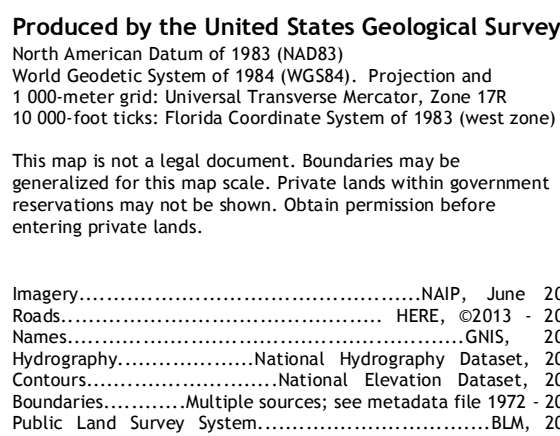 Produced by the United States Geological Survey
North American Datum of 1983 (NAD83)
World Geodetic System of 1984 (WGS84). Projection and
1 000-meter grid: Universal Transverse Mercator, Zone 17R
10 000-foot ticks: Florida Coordinate System of 1983 (west zone)
This map is not a legal document. Boundaries may be
generalized for this map scale. Private lands within government
reservations may not be shown. Obtain permission before
entering private lands.
Imagery.............................................NAIP, June
Roads.......................................... HERE, ©2013 -
Names....................................................GNIS,
Hydrography..................National Hydrography Dataset,
Contours............................National Elevation Dataset,
Boundaries...........Multiple sources; see metadata file 1972 -
Public Land Survey System..................................BLM,